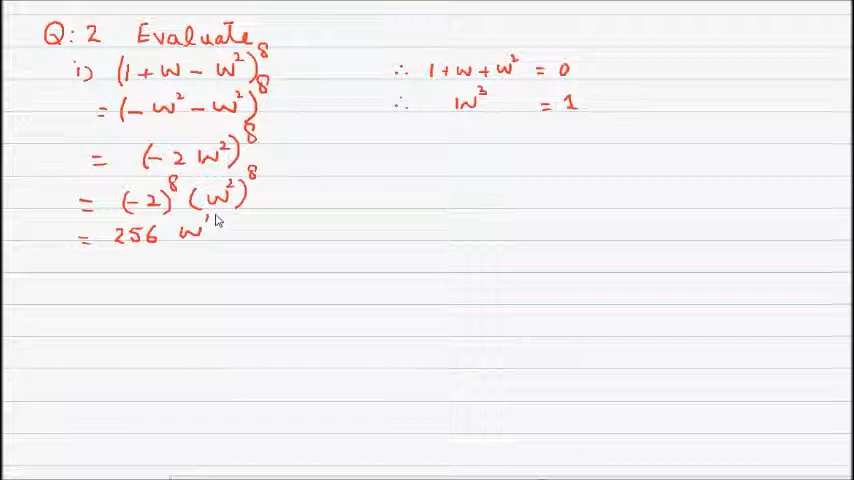 Q: 2 Evaluate
i) (1 + w - w²)⁸
= (- w² - w²)⁸
= (- 2 w²)⁸
= (-2)⁸ (w²)⁸
= 256 w¹
∴ 1 + w + w² = 0
∴ w³ = 1